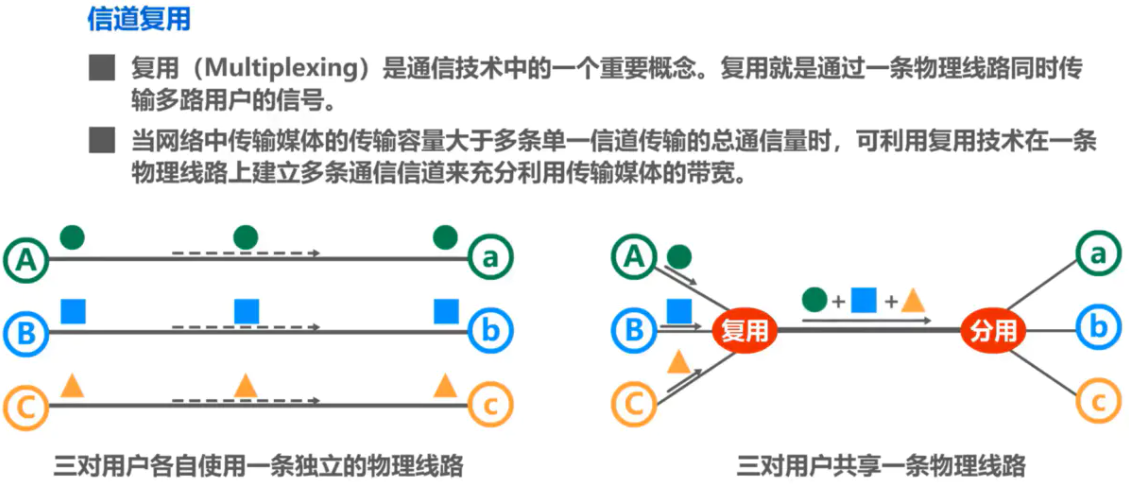 信道复用
复用（Multiplexing）是通信技术中的一个重要概念。复用就是通过一条物理线路同时传
输多路用户的信号。
当网络中传输媒体的传输容量大于多条单一信道传输的总通信量时，可利用复用技术在一条
物理线路上建立多条通信信道来充分利用传输媒体的带宽。
A a
B b
C c
三对用户各自使用一条独立的物理线路
A a
+ +
B 复用 分用 b
C c
三对用户共享一条物理线路